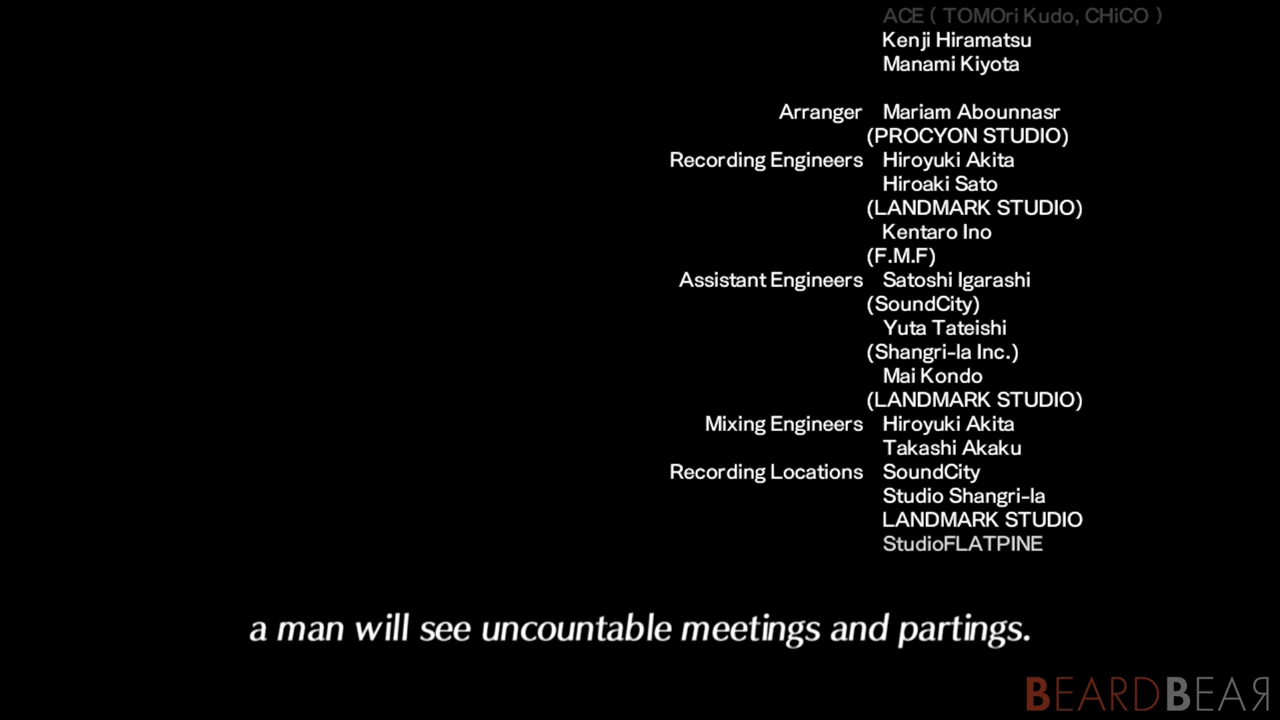 ACE ( TOMOri Kudo, CHiCO )
Kenji Hiramatsu
Manami Kiyota
Arranger Mariam Abounnasr
(PROCYON STUDIO)
Recording Engineers Hiroyuki Akita
Hiroaki Sato
(LANDMARK STUDIO)
Kentaro Ino
(F.M.F)
Assistant Engineers Satoshi Igarashi
(SoundCity)
Yuta Tateishi
(Shangri-la Inc.)
Mai Kondo
(LANDMARK STUDIO)
Mixing Engineers Hiroyuki Akita
Takashi Akaku
Recording Locations SoundCity
Studio Shangri-la
LANDMARK STUDIO
StudioFLATPINE
a man will see uncountable meetings and partings.
BEARDBEAR